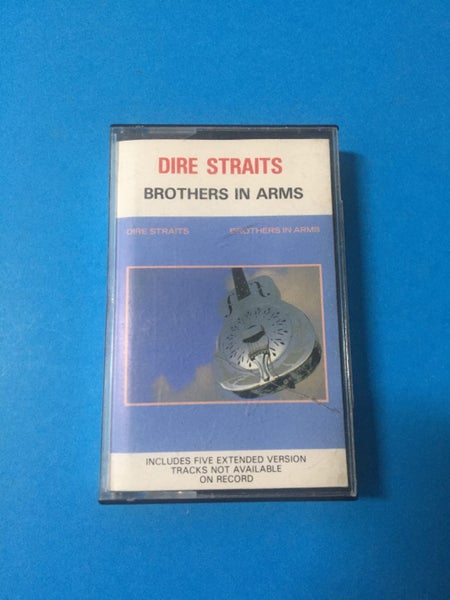 DIRE STRAITS
BROTHERS IN ARMS
DIRE STRAITS BROTHERS IN ARMS
INCLUDES FIVE EXTENDED VERSION
TRACKS NOT AVAILABLE
ON RECORD